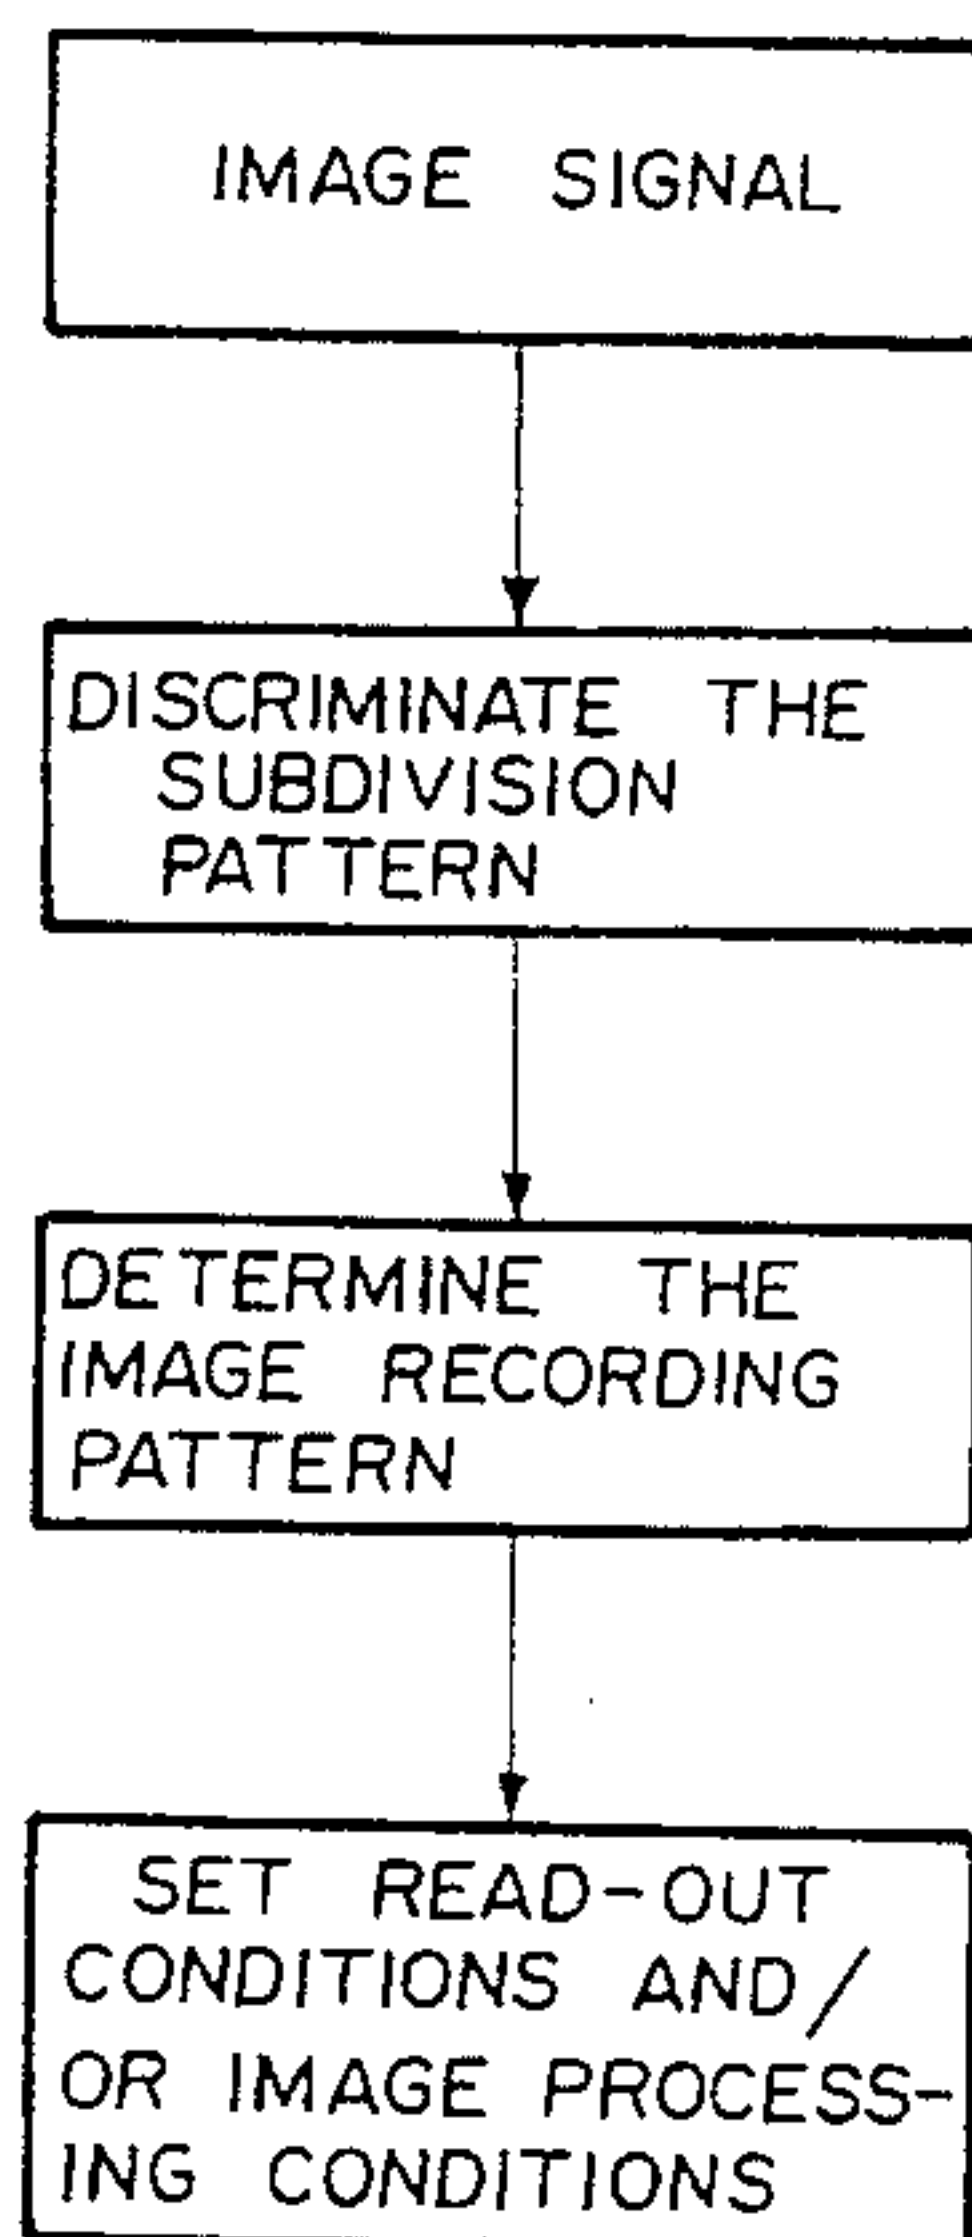 IMAGE SIGNAL
DISCRIMINATE THE
SUBDIVISION
PATTERN
DETERMINE THE
IMAGE RECORDING
PATTERN
SET READ-OUT
CONDITIONS AND/
OR IMAGE PROCESS-
ING CONDITIONS